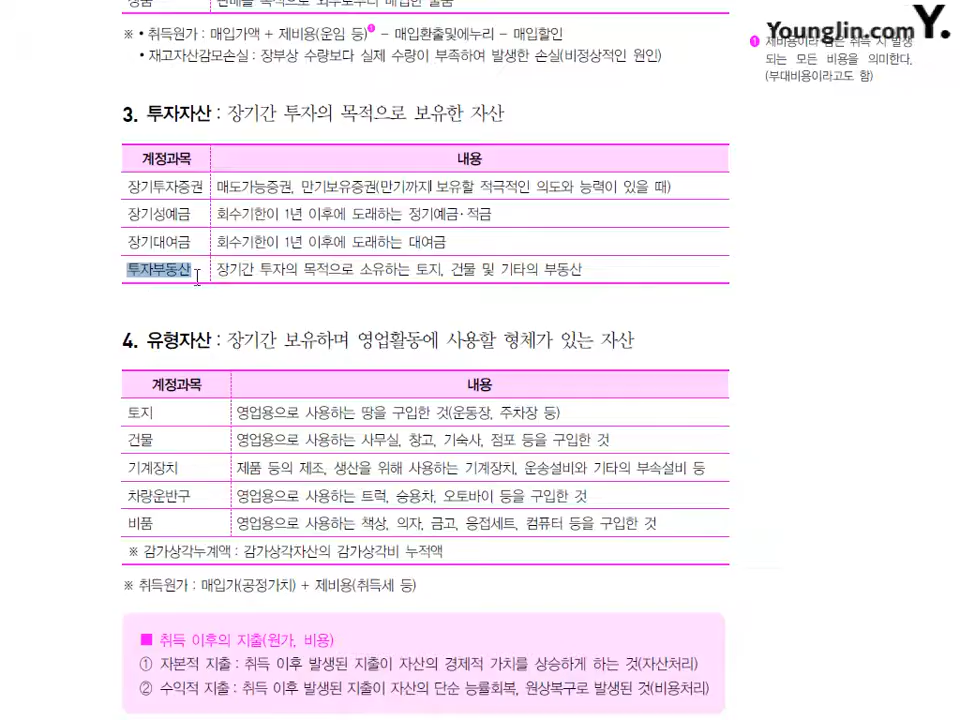 ※ • 취득원가 : 매입가액 + 제비용(운임 등)❶ - 매입환출및에누리 - 매입할인
• 재고자산감모손실 : 장부상 수량보다 실제 수량이 부족하여 발생한 손실(비정상적인 원인)
Younglin.com Y.
❶ 취득 시 발생
되는 모든 비용을 의미한다.
(부대비용이라고도 함)
3. 투자자산 : 장기간 투자의 목적으로 보유한 자산
계정과목 내용
장기투자증권 매도가능증권, 만기보유증권(만기까지 보유할 적극적인 의도와 능력이 있을 때)
장기성예금 회수기한이 1년 이후에 도래하는 정기예금·적금
장기대여금 회수기한이 1년 이후에 도래하는 대여금
투자부동산 장기간 투자의 목적으로 소유하는 토지, 건물 및 기타의 부동산
4. 유형자산 : 장기간 보유하며 영업활동에 사용할 형체가 있는 자산
계정과목 내용
토지 영업용으로 사용하는 땅을 구입한 것(운동장, 주차장 등)
건물 영업용으로 사용하는 사무실, 창고, 기숙사, 점포 등을 구입한 것
기계장치 제품 등의 제조, 생산을 위해 사용하는 기계장치, 운송설비와 기타의 부속설비 등
차량운반구 영업용으로 사용하는 트럭, 승용차, 오토바이 등을 구입한 것
비품 영업용으로 사용하는 책상, 의자, 금고, 응접세트, 컴퓨터 등을 구입한 것
※ 감가상각누계액 : 감가상각자산의 감가상각비 누적액
※ 취득원가 : 매입가(공정가치) + 제비용(취득세 등)
■ 취득 이후의 지출(원가, 비용)
① 자본적 지출 : 취득 이후 발생된 지출이 자산의 경제적 가치를 상승하게 하는 것(자산처리)
② 수익적 지출 : 취득 이후 발생된 지출이 자산의 단순 능률회복, 원상복구로 발생된 것(비용처리)